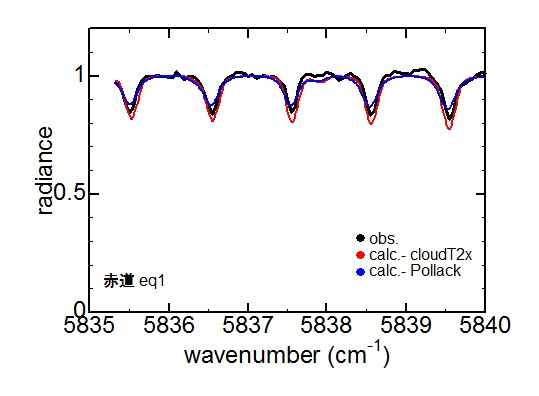 1
radiance
0.5
obs.
calc.- cloudT2x
calc.- Pollack
赤道 eq1
0
5835 5836 5837 5838 5839 5840
wavenumber (cm⁻¹)